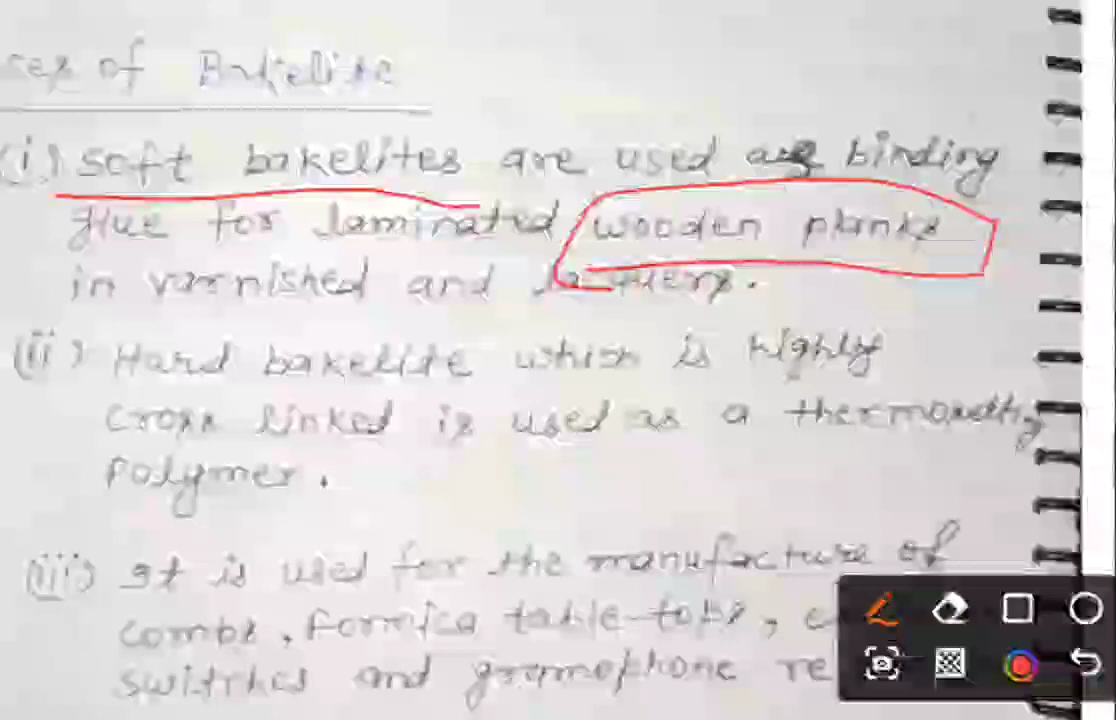 of Bakelite
(i) Soft bakelites are used as binding
glue for laminated wooden planks
in varnished and
(ii) Hard bakelite which is highly
cross linked is used as a
polymer.
(iii) It is used for the manufacture of
combs, formica table-tops,
switches and gramophone re